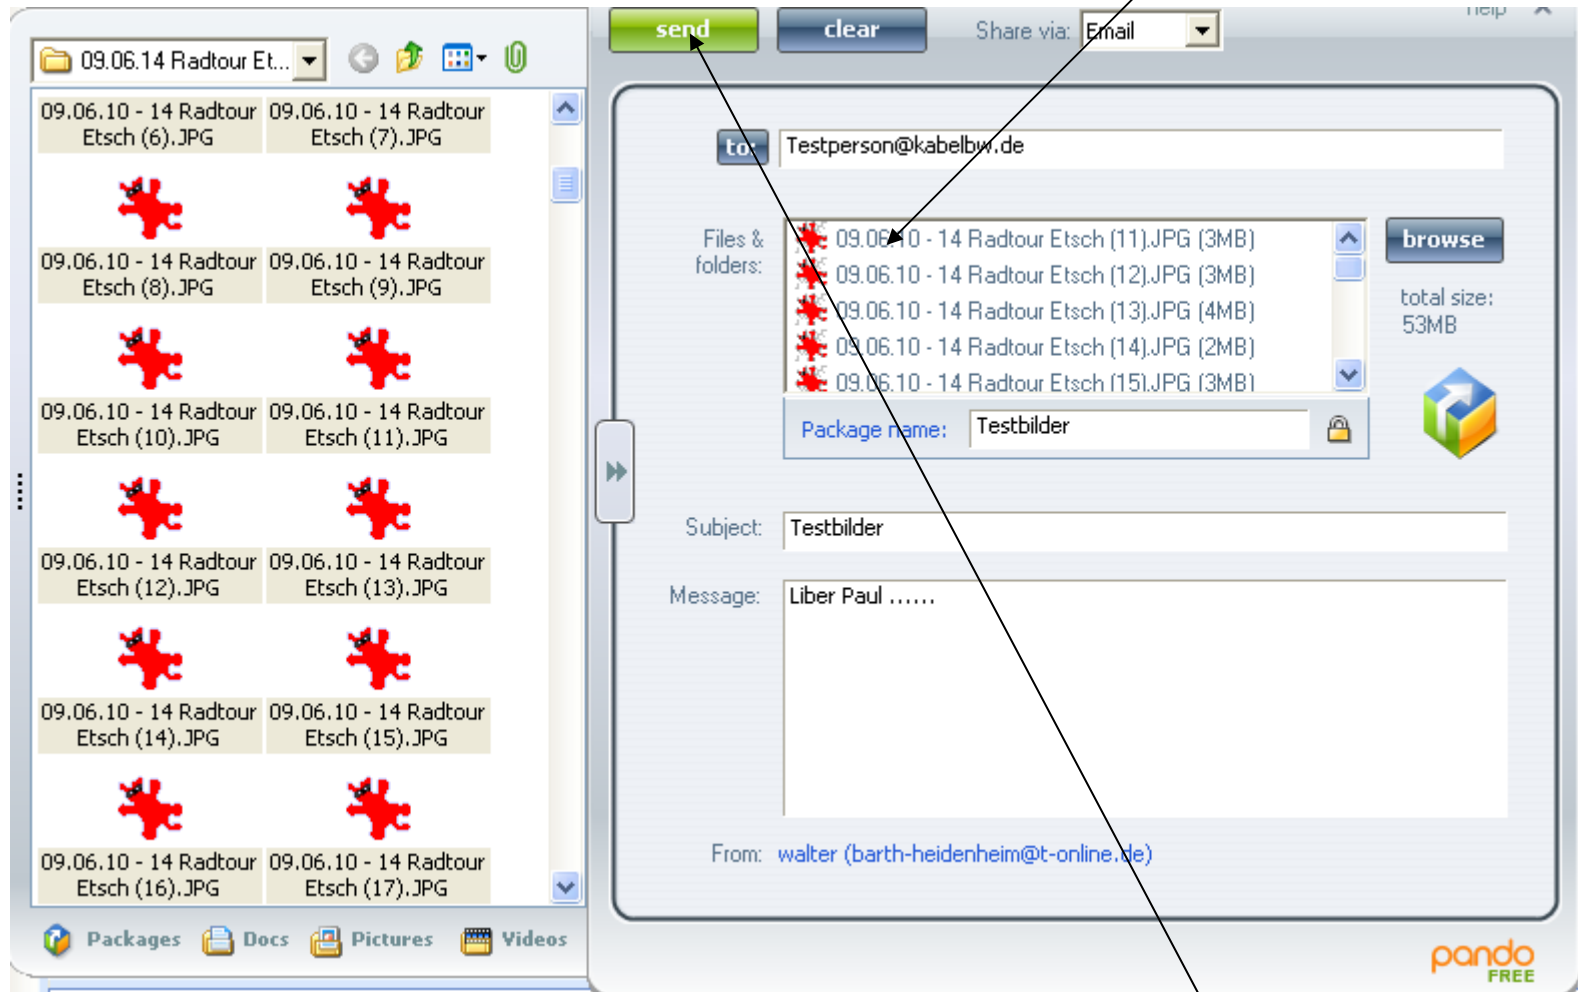 send
clear
Share via:
Email
Help
09.06.14 Radtour Et...
09.06.10 - 14 Radtour
Etsch (6).JPG
09.06.10 - 14 Radtour
Etsch (7).JPG
09.06.10 - 14 Radtour
Etsch (8).JPG
09.06.10 - 14 Radtour
Etsch (9).JPG
09.06.10 - 14 Radtour
Etsch (10).JPG
09.06.10 - 14 Radtour
Etsch (11).JPG
09.06.10 - 14 Radtour
Etsch (12).JPG
09.06.10 - 14 Radtour
Etsch (13).JPG
09.06.10 - 14 Radtour
Etsch (14).JPG
09.06.10 - 14 Radtour
Etsch (15).JPG
09.06.10 - 14 Radtour
Etsch (16).JPG
09.06.10 - 14 Radtour
Etsch (17).JPG
Packages
Docs
Pictures
Videos
to:
Testperson@kabelbw.de
Files &
folders:
09.06.10 - 14 Radtour Etsch (11).JPG (3MB)
09.06.10 - 14 Radtour Etsch (12).JPG (3MB)
09.06.10 - 14 Radtour Etsch (13).JPG (4MB)
09.06.10 - 14 Radtour Etsch (14).JPG (2MB)
09.06.10 - 14 Radtour Etsch (15).JPG (3MB)
browse
total size:
53MB
Package name:
Testbilder
Subject:
Testbilder
Message:
Liber Paul ......
From:
walter (barth-heidenheim@t-online.de)
pando
FREE